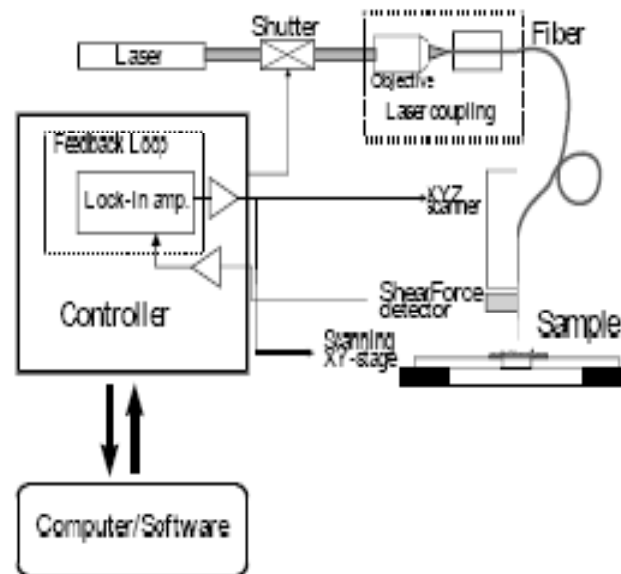 Shutter
Fiber
Laser
Objective
Laser coupling
Feedback Loop
Lock-In amp.
XYZ
scanner
ShearForce
detector
Controller
Sample
Scanning
XY-stage
Computer/Software